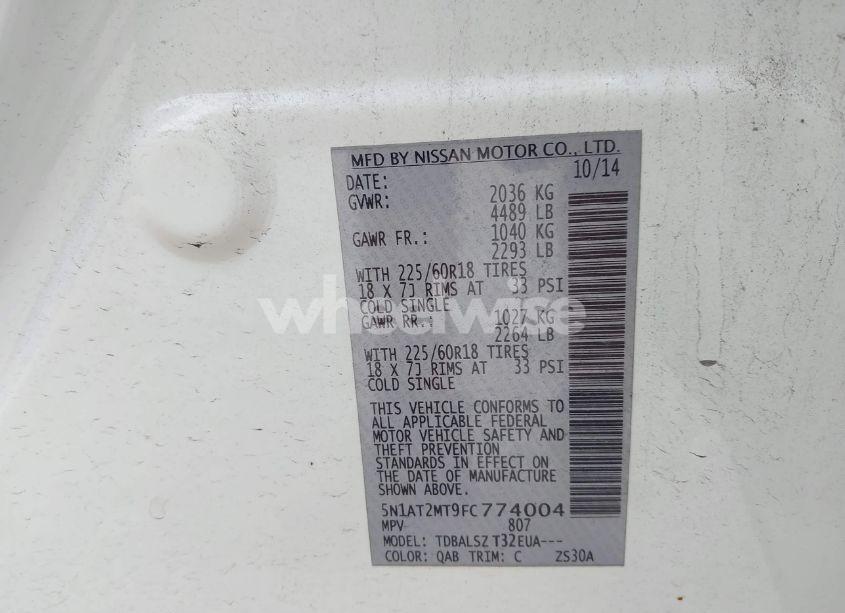 MFD BY NISSAN MOTOR CO., LTD.
DATE: 10/14
GVWR: 2036 KG
4489 LB
GAWR FR.: 1040 KG
2293 LB
WITH 225/60R18 TIRES
18 X 7J RIMS AT 33 PSI
COLD SINGLE
GAWR RR.: 1027 KG
2264 LB
WITH 225/60R18 TIRES
18 X 7J RIMS AT 33 PSI
COLD SINGLE
THIS VEHICLE CONFORMS TO
ALL APPLICABLE FEDERAL
MOTOR VEHICLE SAFETY AND
THEFT PREVENTION
STANDARDS IN EFFECT ON
THE DATE OF MANUFACTURE
SHOWN ABOVE.
5N1AT2MT9FC774004
MPV 807
MODEL: TDBALSZ T32EUA---
COLOR: QAB TRIM: C ZS30A
wheelwise